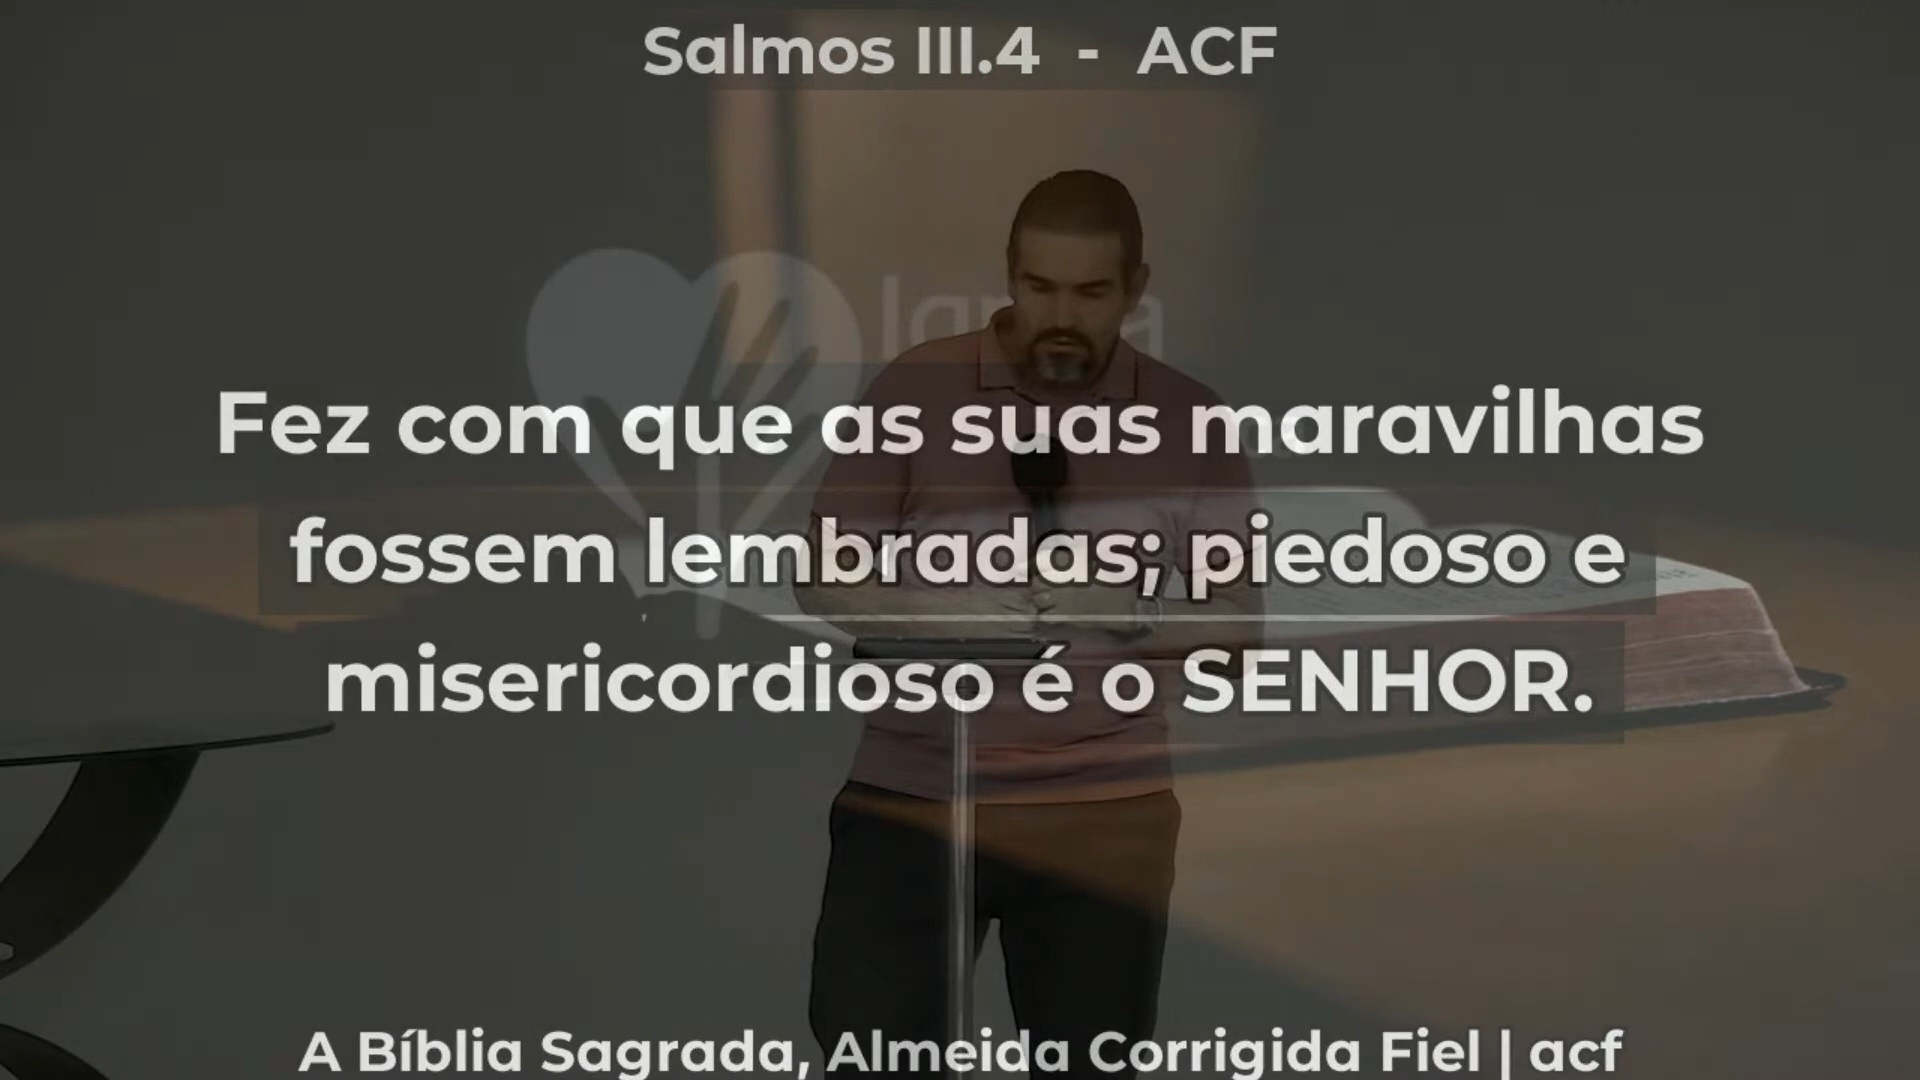 Salmos III.4 - ACF
Fez com que as suas maravilhas
fossem lembradas; piedoso e
misericordioso é o SENHOR.
A Bíblia Sagrada, Almeida Corrigida Fiel | acf